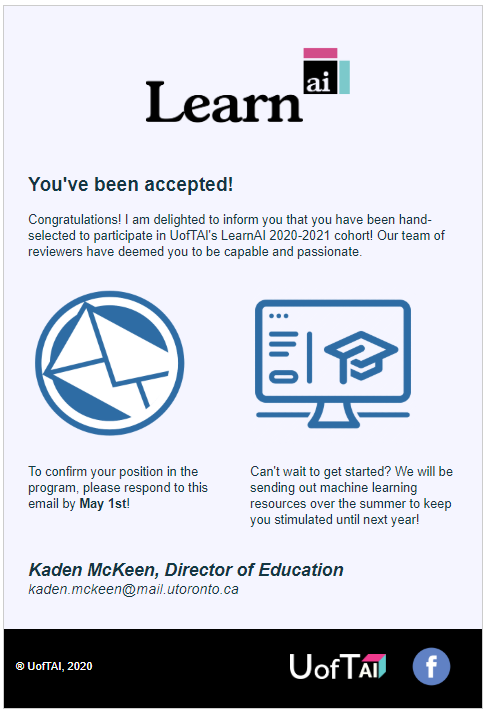 Learn ai
You've been accepted!
Congratulations! I am delighted to inform you that you have been hand-
selected to participate in UofTAI's LearnAI 2020-2021 cohort! Our team of
reviewers have deemed you to be capable and passionate.
To confirm your position in the
program, please respond to this
email by May 1st!
Can't wait to get started? We will be
sending out machine learning
resources over the summer to keep
you stimulated until next year!
Kaden McKeen, Director of Education
kaden.mckeen@mail.utoronto.ca
® UofTAI, 2020
UofT AI
f